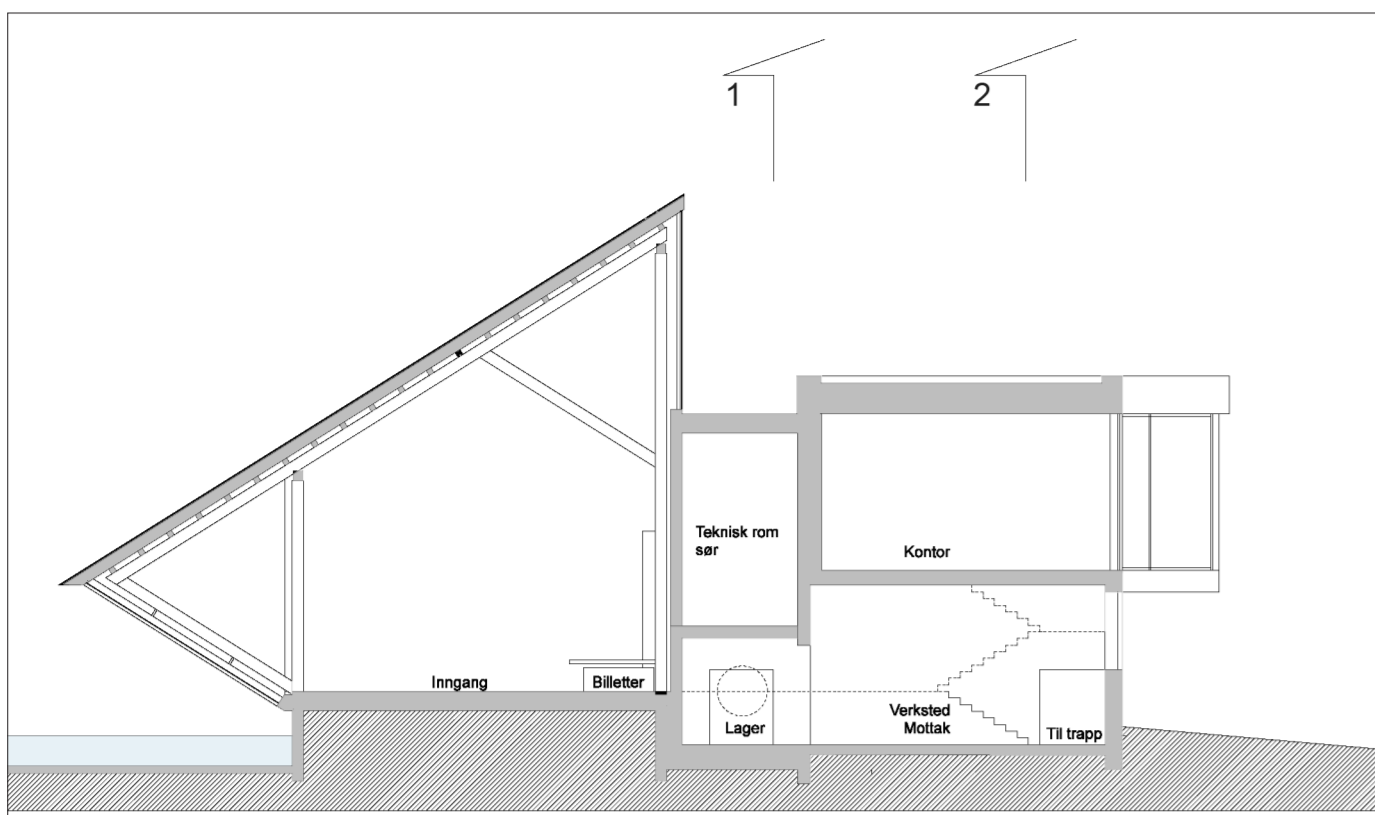 1
2
Teknisk rom
sør
Kontor
Inngang
Billetter
Lager
Verksted
Mottak
Til trapp